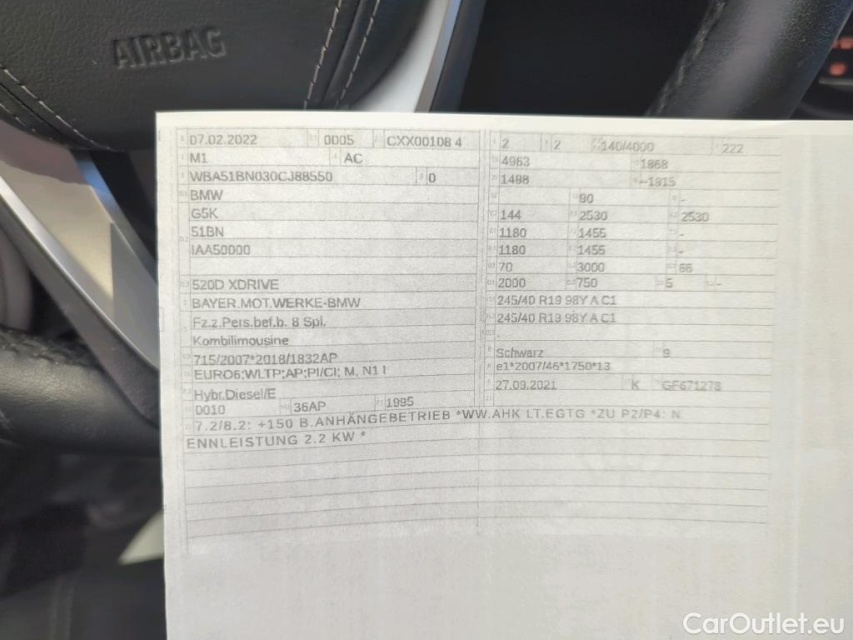 AIRBAG
07.02.2022 0005 CXX00108 4
M1 AC
WBA51BN030CJ88550 0
BMW
G5K
51BN
IAA50000
520D XDRIVE
BAYER.MOT.WERKE-BMW
Fz.z.Pers.bef.b. 8 Spl.
Kombilimousine
715/2007*2018/1832AP
EURO6;WLTP;AP;PI/CI; M, N1 I
Hybr.Diesel/E
0010 36AP 1995
2 2 140/4000 222
4963 1868
1498 --1915
90 -
144 2530 2530
1180 1455 -
1180 1455 -
70 3000 66
2000 750 5 -
245/40 R19 98Y A C1
245/40 R19 98Y A C1
-
Schwarz 9
e1*2007/46*1750*13
27.09.2021 K GF671278
7.2/8.2: +150 B.ANHÄNGEBETRIEB *WW.AHK LT.EGTG *ZU P2/P4: N
ENNLEISTUNG 2.2 KW *
CarOutlet.eu